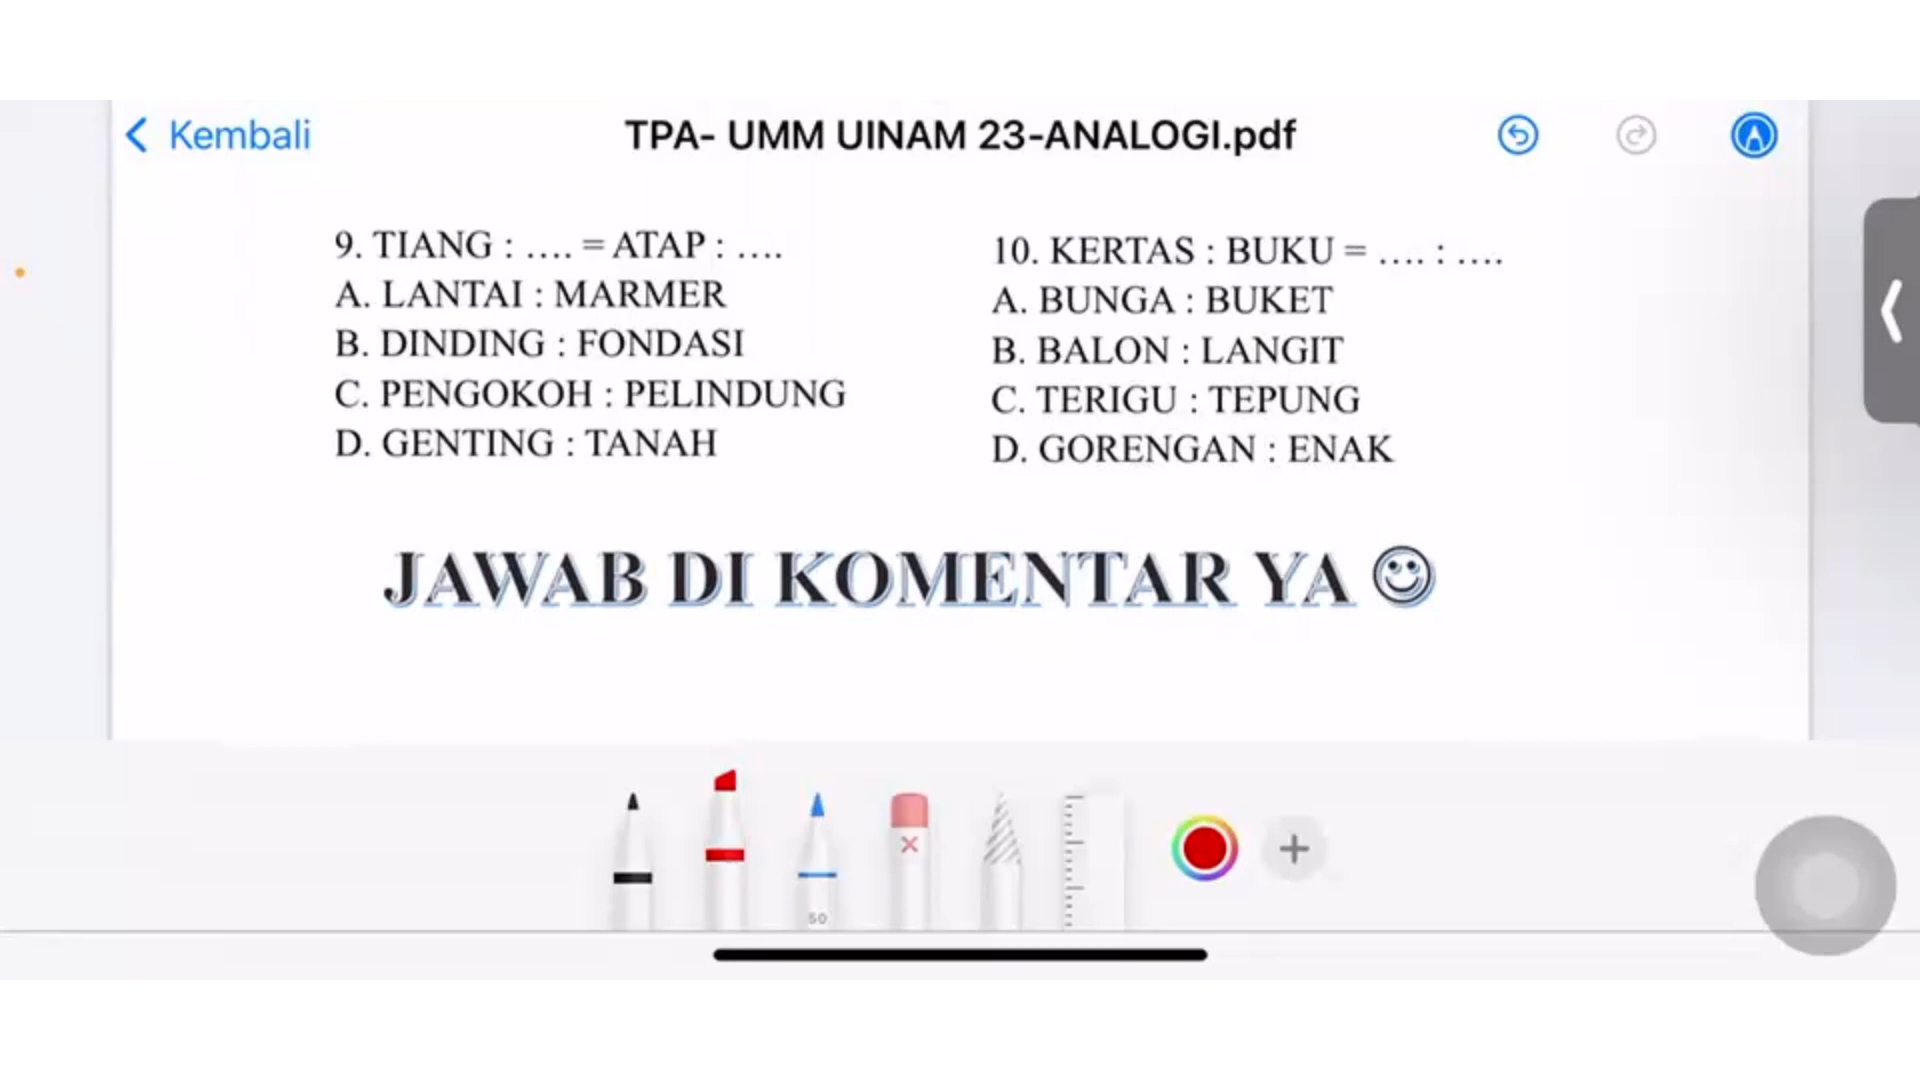 Kembali
TPA- UMM UINAM 23-ANALOGI.pdf
9. TIANG : .... = ATAP : ....
A. LANTAI : MARMER
B. DINDING : FONDASI
C. PENGOKOH : PELINDUNG
D. GENTING : TANAH
10. KERTAS : BUKU = .... : ....
A. BUNGA : BUKET
B. BALON : LANGIT
C. TERIGU : TEPUNG
D. GORENGAN : ENAK
JAWAB DI KOMENTAR YA ☺
50